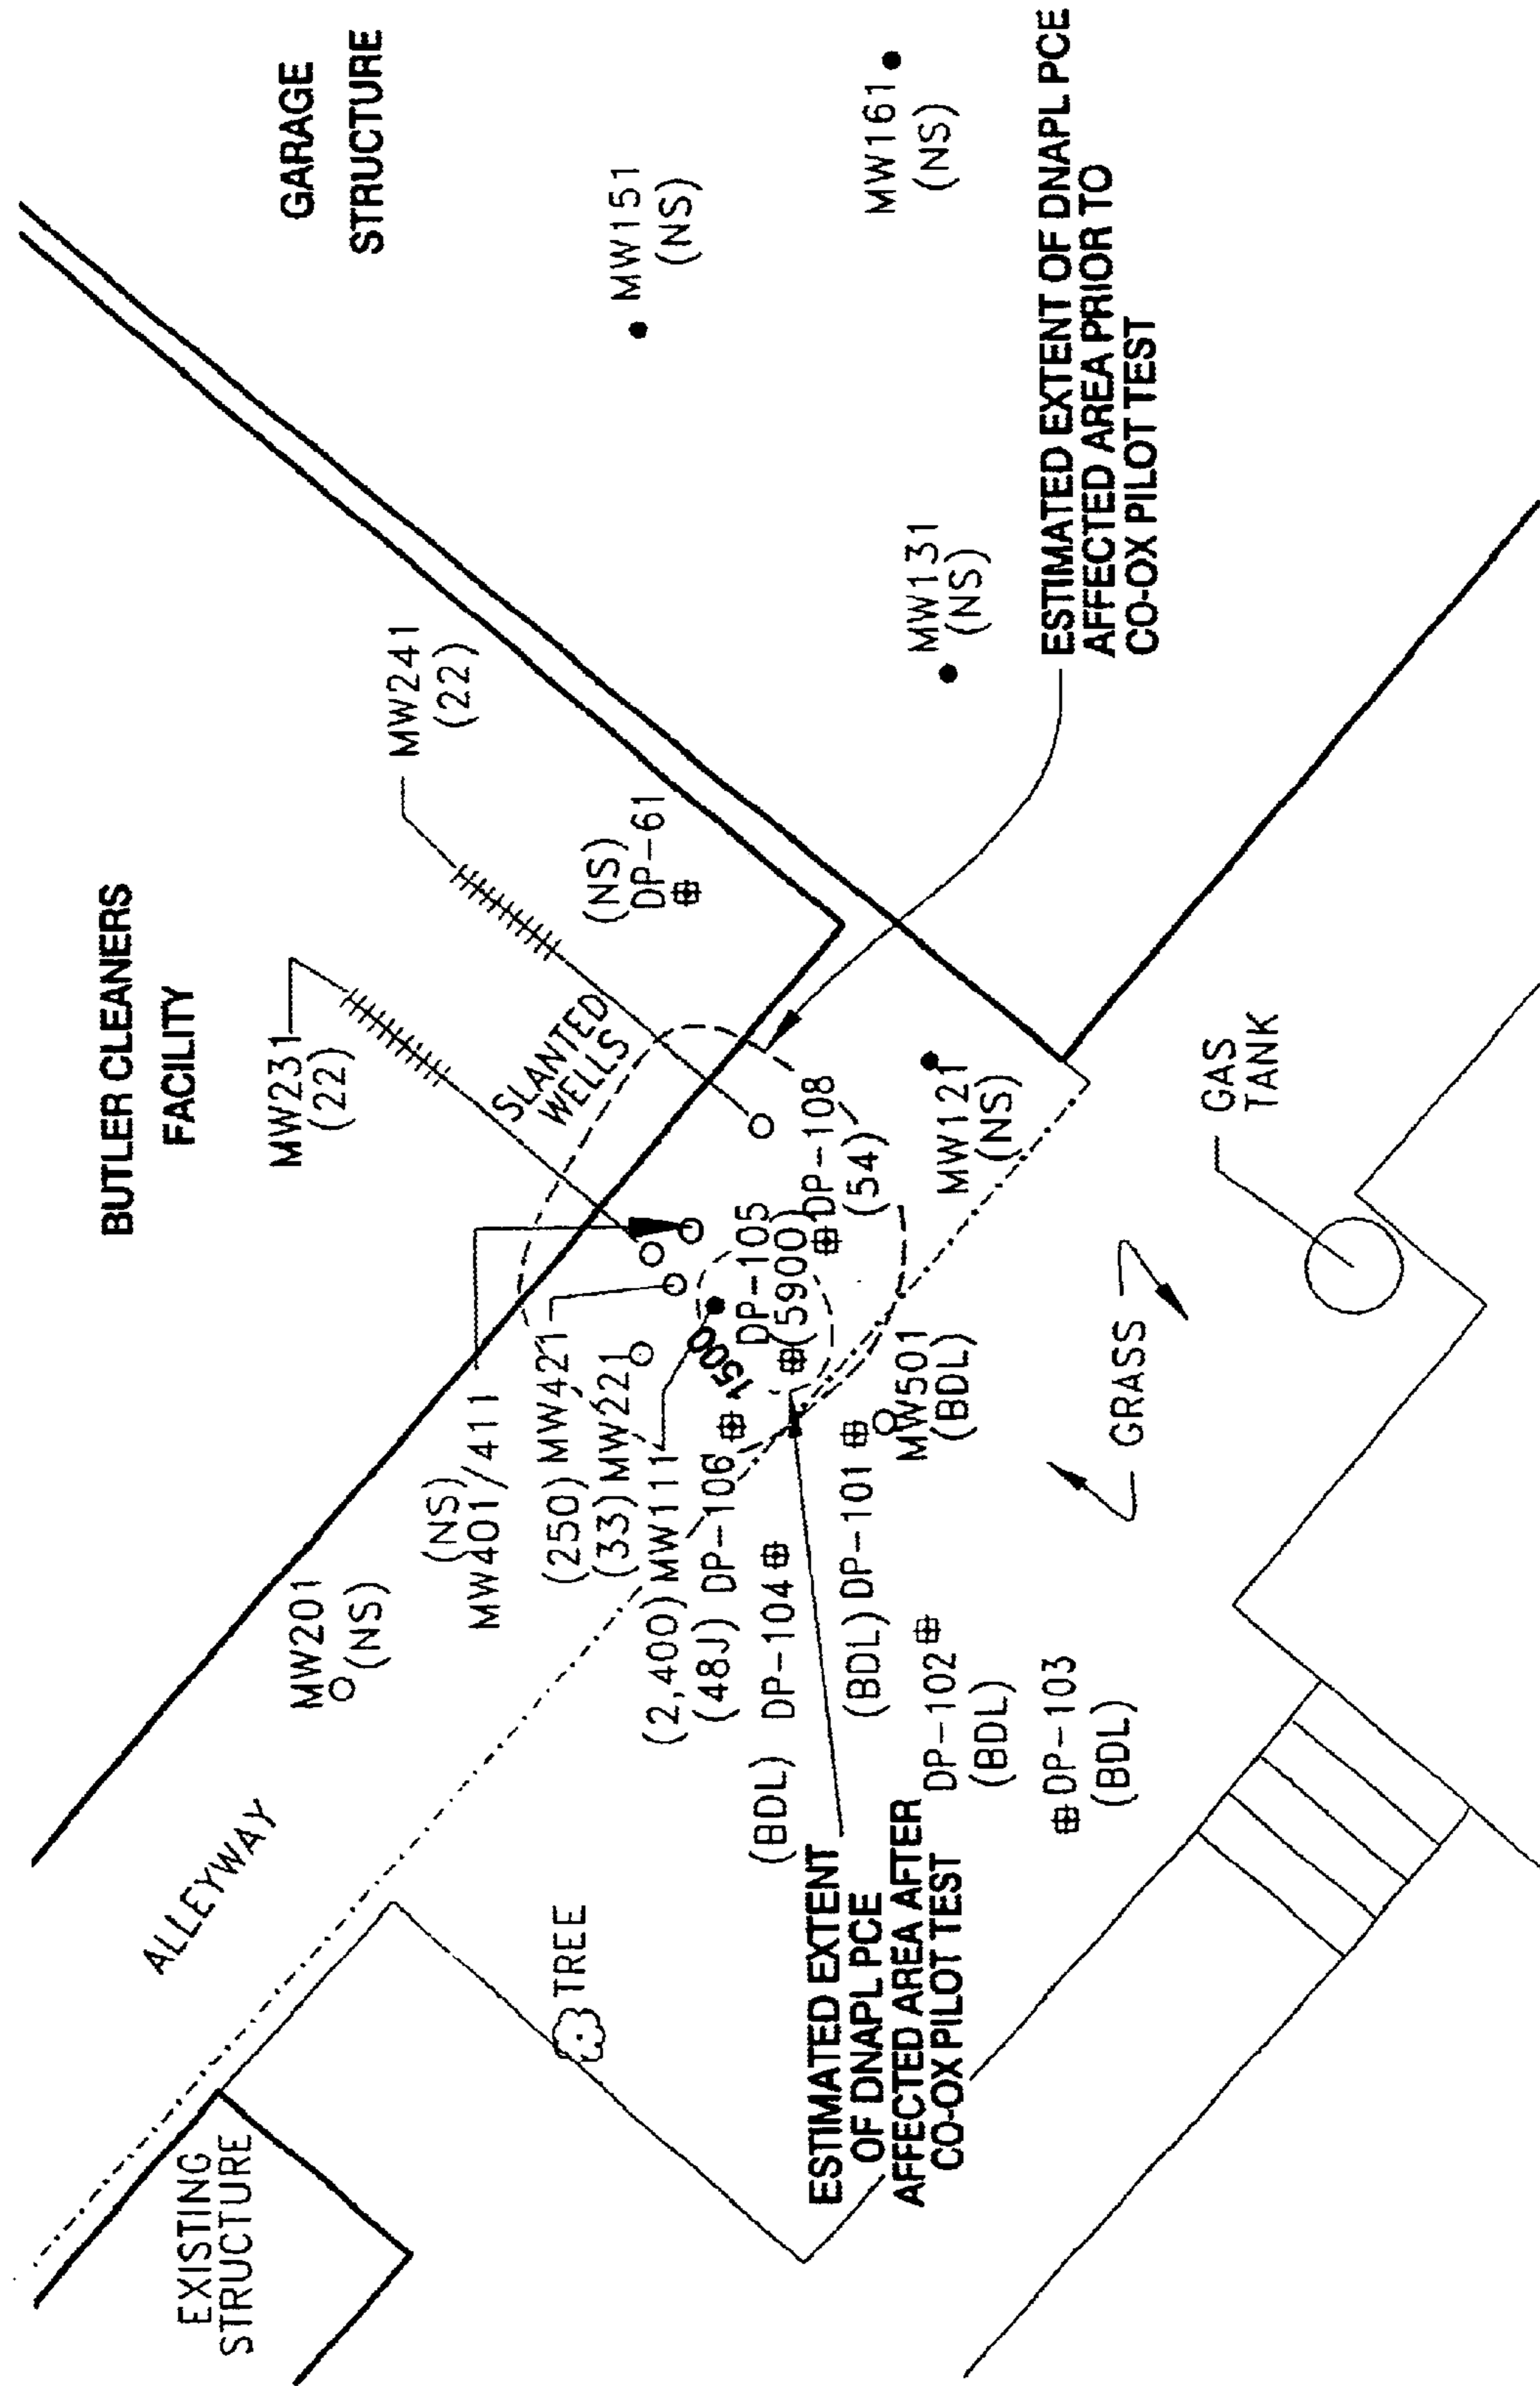 EXISTING
STRUCTURE
ALLEYWAY
TREE
BUTLER CLEANERS
FACILITY
GARAGE
STRUCTURE
MW201
(NS)
(NS)
MW401/411
(250) MW421
(33) MW221
(2,400) MW111
(48J) DP-106
(BDL) DP-104
(BDL) DP-101
DP-102
(BDL)
DP-103
(BDL)
MW231
(22)
MW241
(22)
SLANTED
WELLS
(NS)
DP-61
1500
DP-105
(5900)
DP-108
(54)
MW501
(BDL)
MW121
(NS)
MW131
(NS)
MW151
(NS)
MW161
(NS)
ESTIMATED EXTENT
OF DNAPL PCE
AFFECTED AREA AFTER
CO-OX PILOT TEST
ESTIMATED EXTENT OF DNAPL PCE
AFFECTED AREA PRIOR TO
CO-OX PILOT TEST
GRASS
GAS
TANK